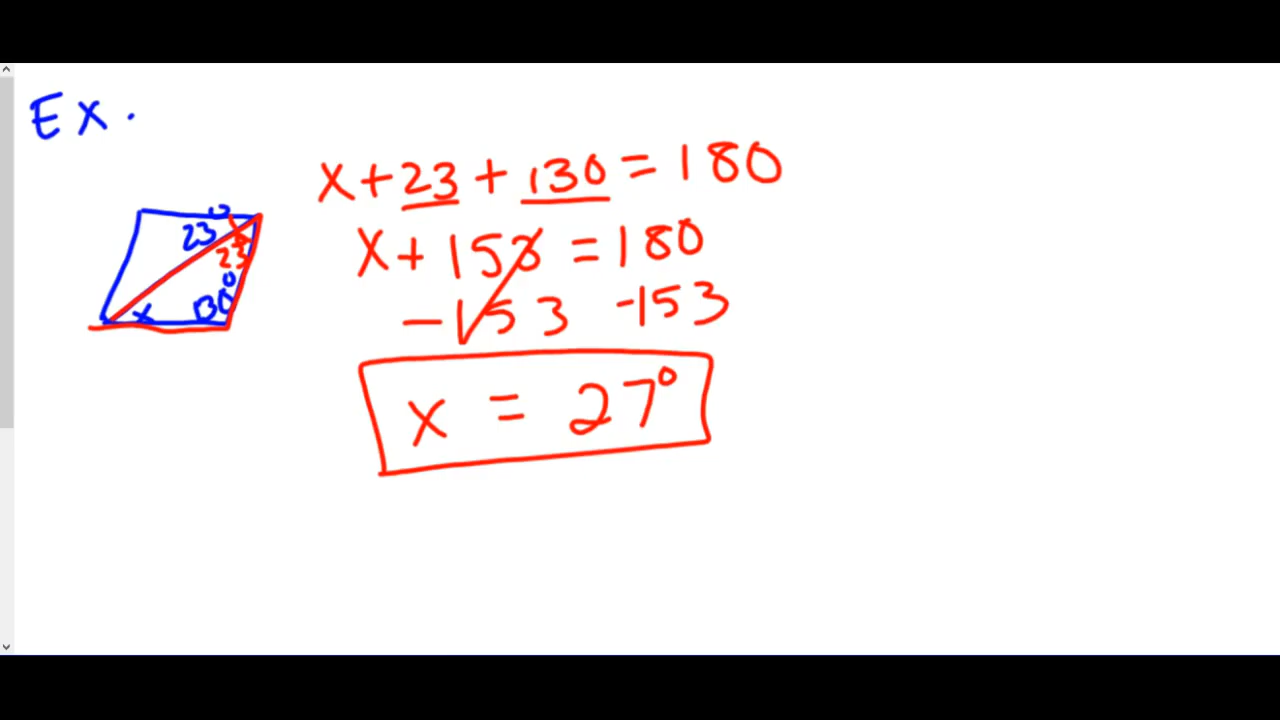 Ex.
x + 23 + 130 = 180
x + 153 = 180
- 153 -153
x = 27°
23°
23
x 130°